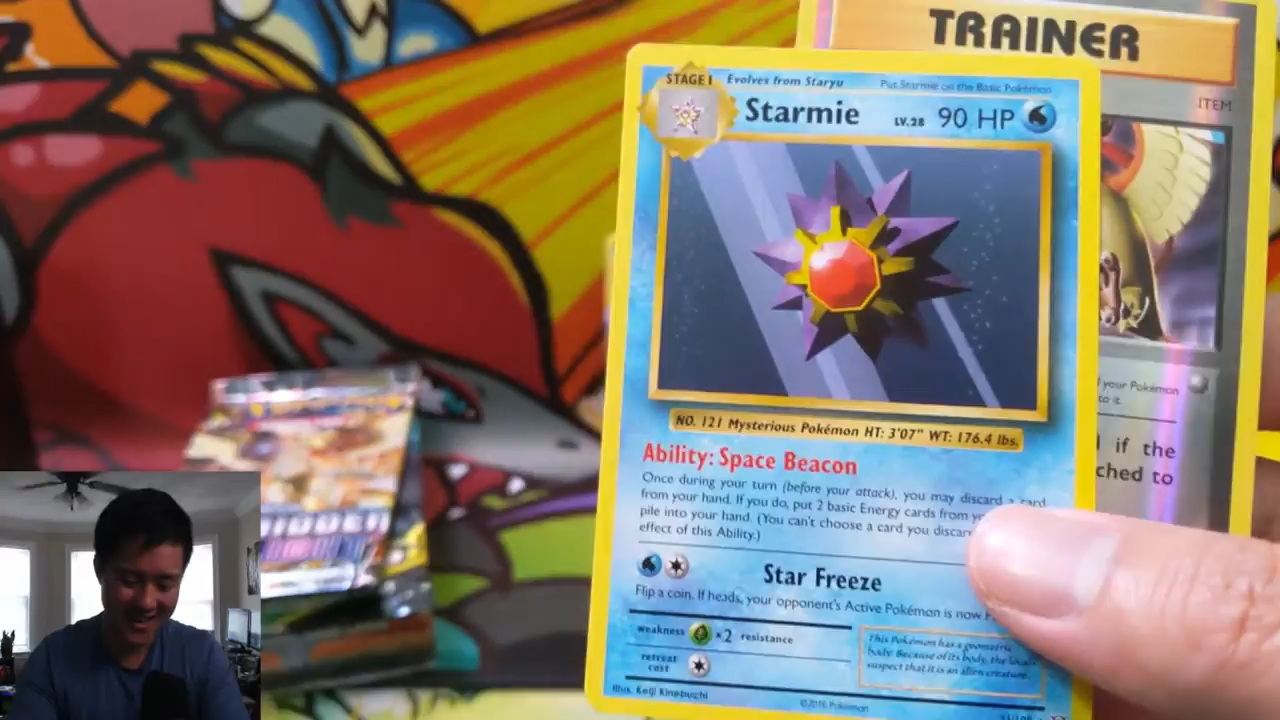 TRAINER
ITEM
STAGE 1 Evolves from Staryu Put Starmie on the Basic Pokémon
Starmie LV.28 90 HP
NO. 121 Mysterious Pokémon HT: 3'07" WT: 176.4 lbs.
Ability: Space Beacon
Once during your turn (before your attack), you may discard a card
from your hand. If you do, put 2 basic Energy cards from
pile into your hand. (You can't choose a card you
effect of this Ability.)
Star Freeze
Flip a coin. If heads, your opponent's Active Pokémon is now
weakness ×2 resistance
retreat
cost
This Pokémon has a geometric
body. Because of its body, the locals
suspect that it is an alien creature.
Illus. Keiji Kinebuchi
©2016 Pokémon
your Pokémon
to it.
if the
ched to